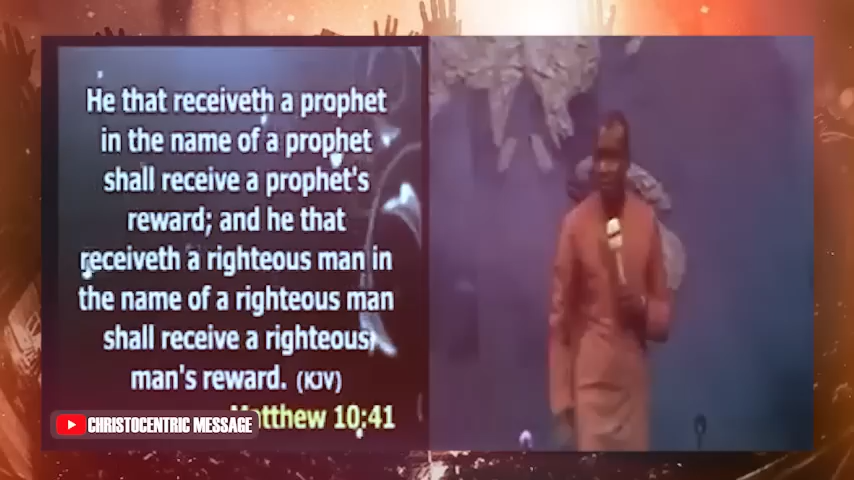 He that receiveth a prophet
in the name of a prophet
shall receive a prophet's
reward; and he that
receiveth a righteous man in
the name of a righteous man
shall receive a righteous
man's reward. (KJV)
Matthew 10:41
CHRISTOCENTRIC MESSAGE